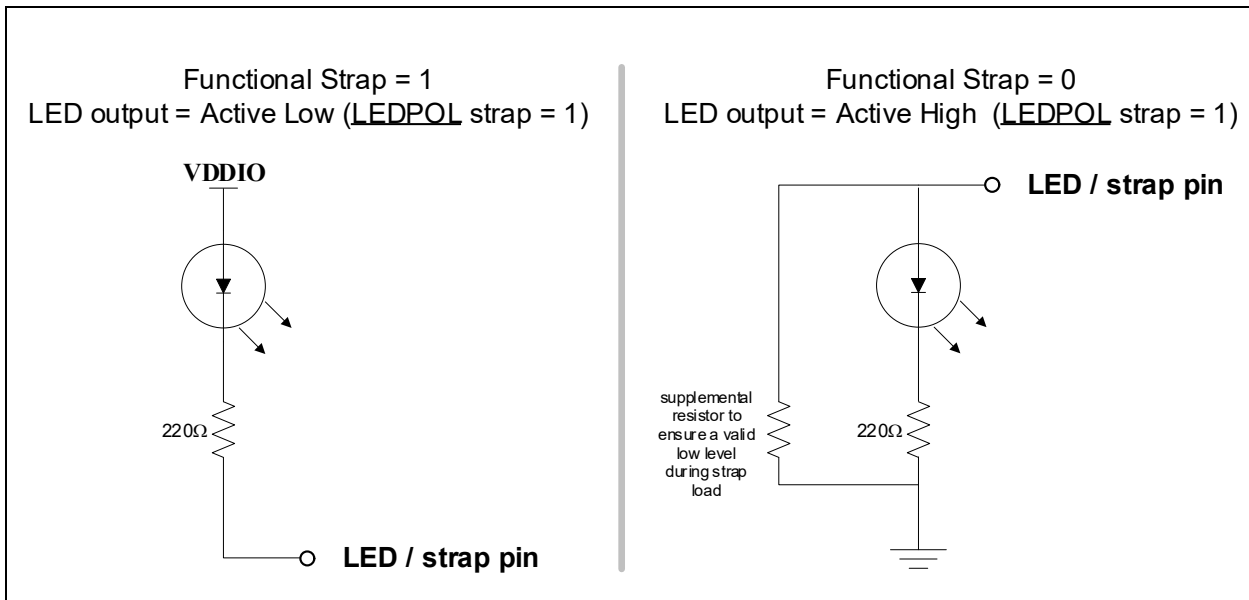 Functional Strap = 1
LED output = Active Low (LEDPOL strap = 1)
VDDIO
220Ω
LED / strap pin
Functional Strap = 0
LED output = Active High (LEDPOL strap = 1)
LED / strap pin
supplemental
resistor to
ensure a valid
low level
during strap
load
220Ω